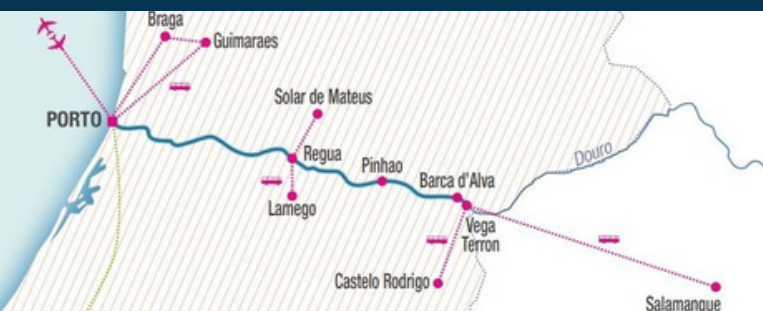 Braga
Guimaraes
Solar de Mateus
PORTO
Regua
Pinhao
Douro
Barca d'Alva
Lamego
Vega
Terron
Castelo Rodrigo
Salamanque